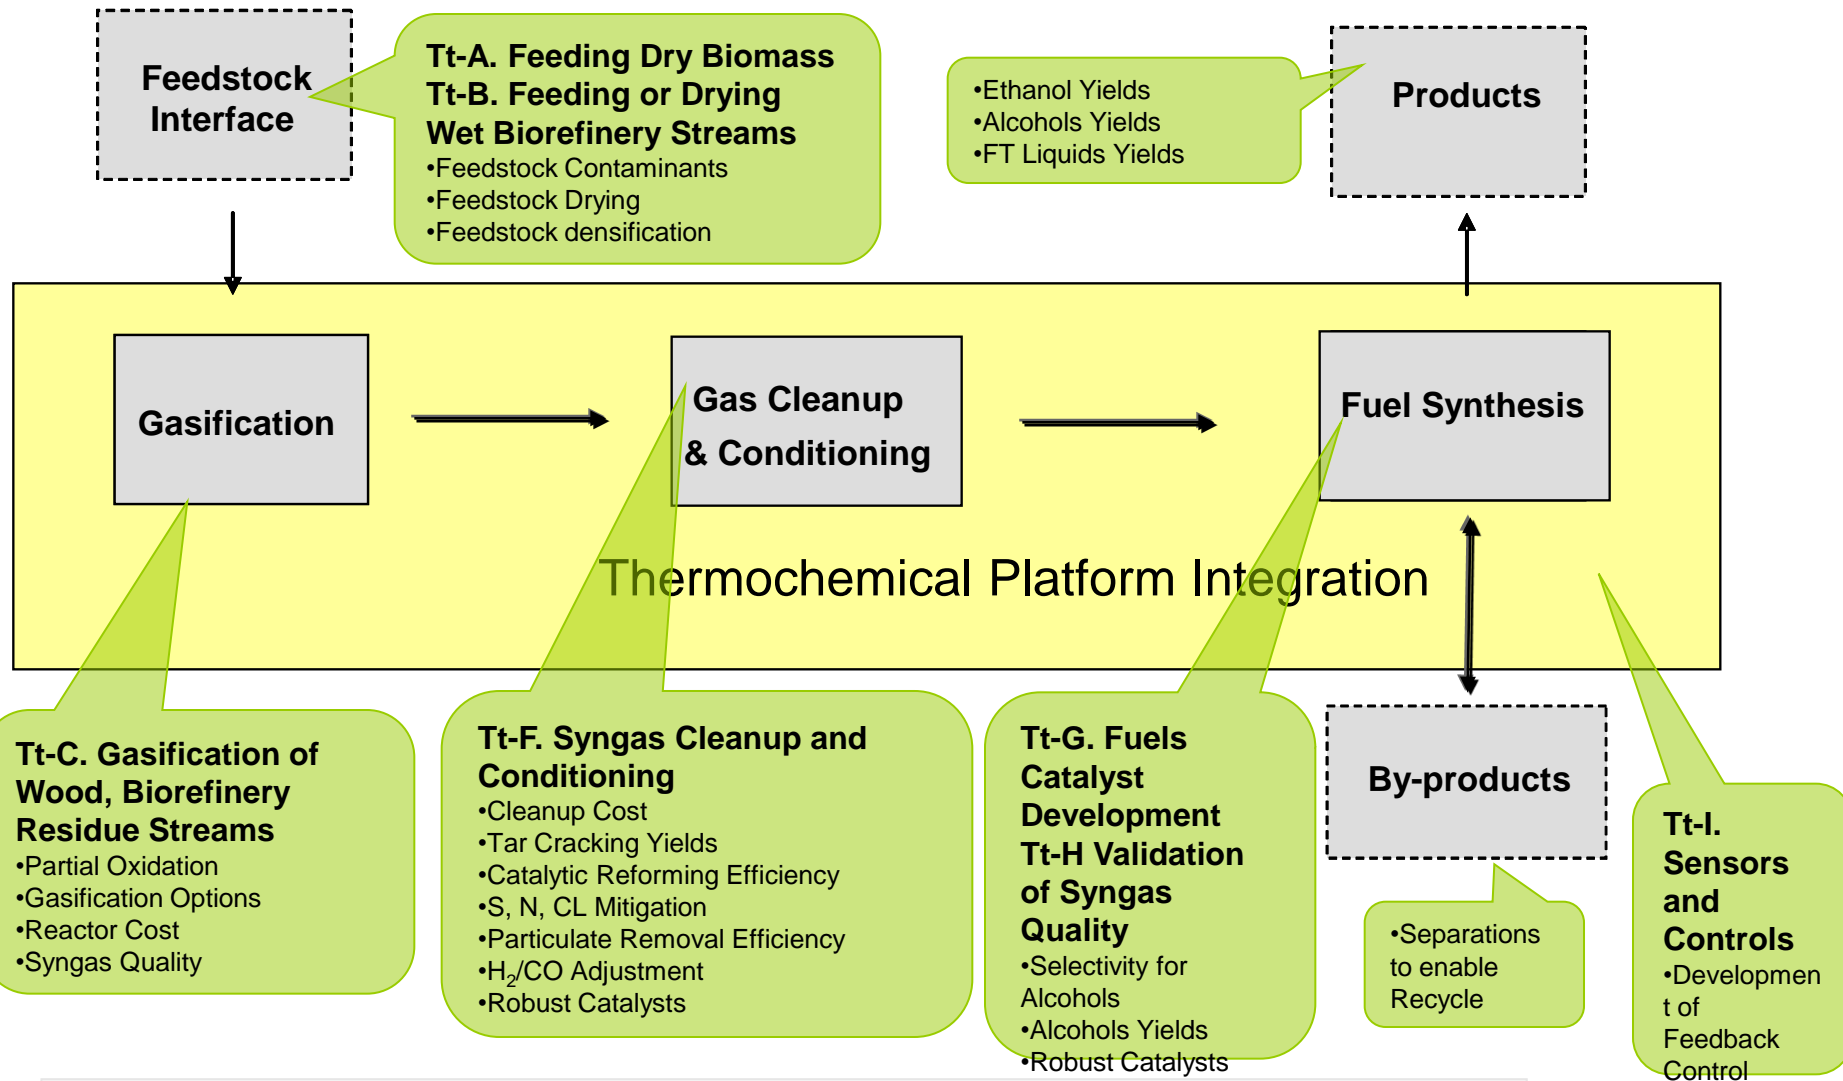 Feedstock
Interface
Tt-A. Feeding Dry Biomass
Tt-B. Feeding or Drying
Wet Biorefinery Streams
•Feedstock Contaminants
•Feedstock Drying
•Feedstock densification
•Ethanol Yields
•Alcohols Yields
•FT Liquids Yields
Products
Gasification
Gas Cleanup
& Conditioning
Fuel Synthesis
Thermochemical Platform Integration
Tt-C. Gasification of
Wood, Biorefinery
Residue Streams
•Partial Oxidation
•Gasification Options
•Reactor Cost
•Syngas Quality
Tt-F. Syngas Cleanup and
Conditioning
•Cleanup Cost
•Tar Cracking Yields
•Catalytic Reforming Efficiency
•S, N, CL Mitigation
•Particulate Removal Efficiency
•H₂/CO Adjustment
•Robust Catalysts
Tt-G. Fuels
Catalyst
Development
Tt-H Validation
of Syngas
Quality
•Selectivity for
Alcohols
•Alcohols Yields
•Robust Catalysts
By-products
•Separations
to enable
Recycle
Tt-I.
Sensors
and
Controls
•Developmen
t of
Feedback
Control